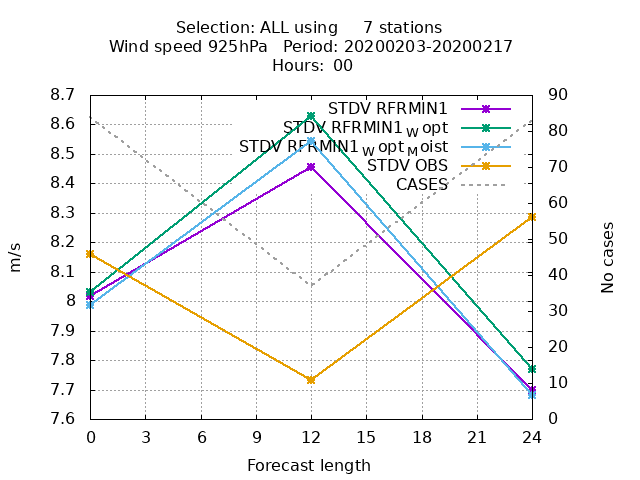 Selection: ALL using 7 stations
Wind speed 925hPa Period: 20200203-20200217
Hours: 00
8.7
8.6
8.5
8.4
8.3
8.2
8.1
8
7.9
7.8
7.7
7.6
m/s
STDV RFRMIN1
STDV RFRMIN1_W opt
STDV RFRMIN1_W opt_M oist
STDV OBS
CASES
90
80
70
60
50
40
30
20
10
0
No cases
0 3 6 9 12 15 18 21 24
Forecast length